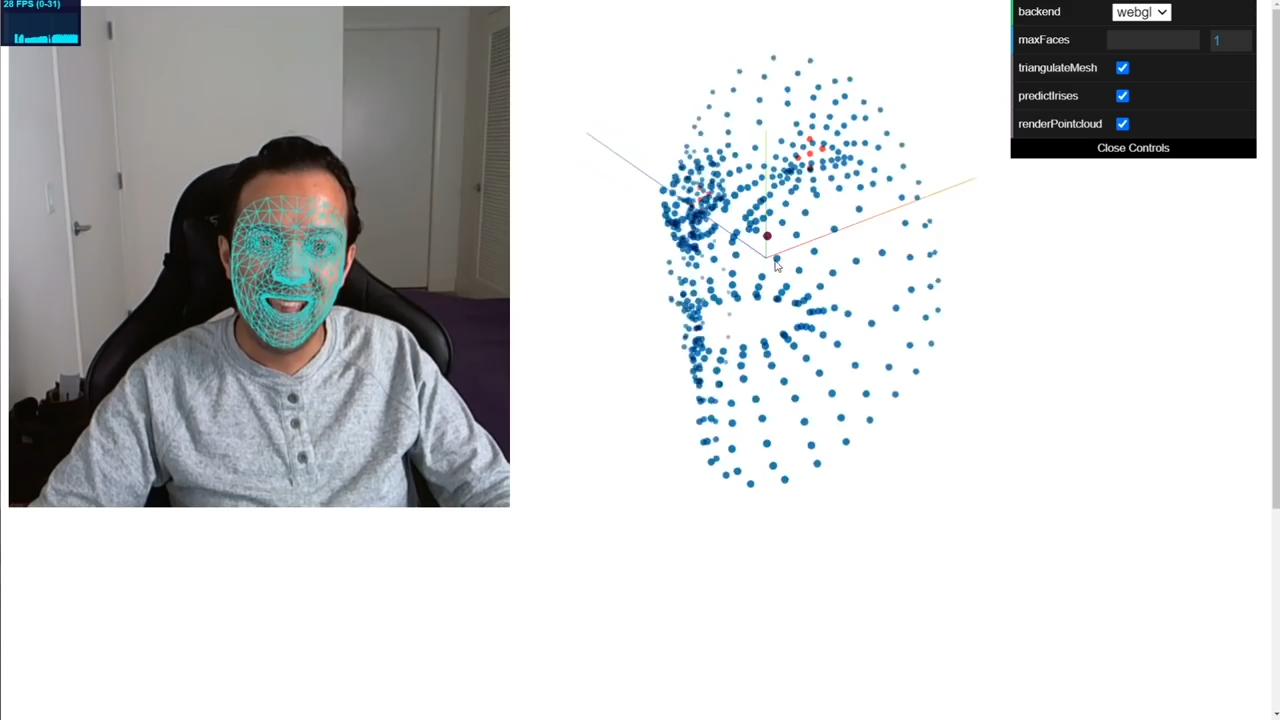 28 FPS (0-31)
backend webgl
maxFaces 1
triangulateMesh
predictIrises
renderPointcloud
Close Controls